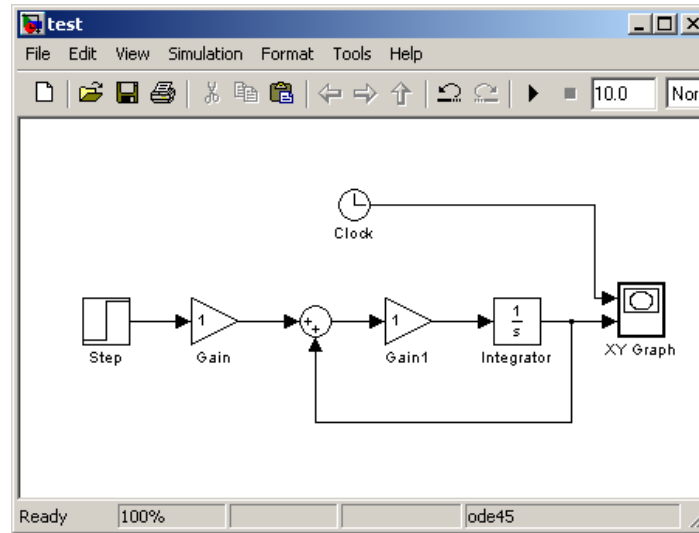 test
File Edit View Simulation Format Tools Help
10.0 Nor
Clock
1 + + 1 1/s
Step Gain Gain1 Integrator XY Graph
Ready 100% ode45